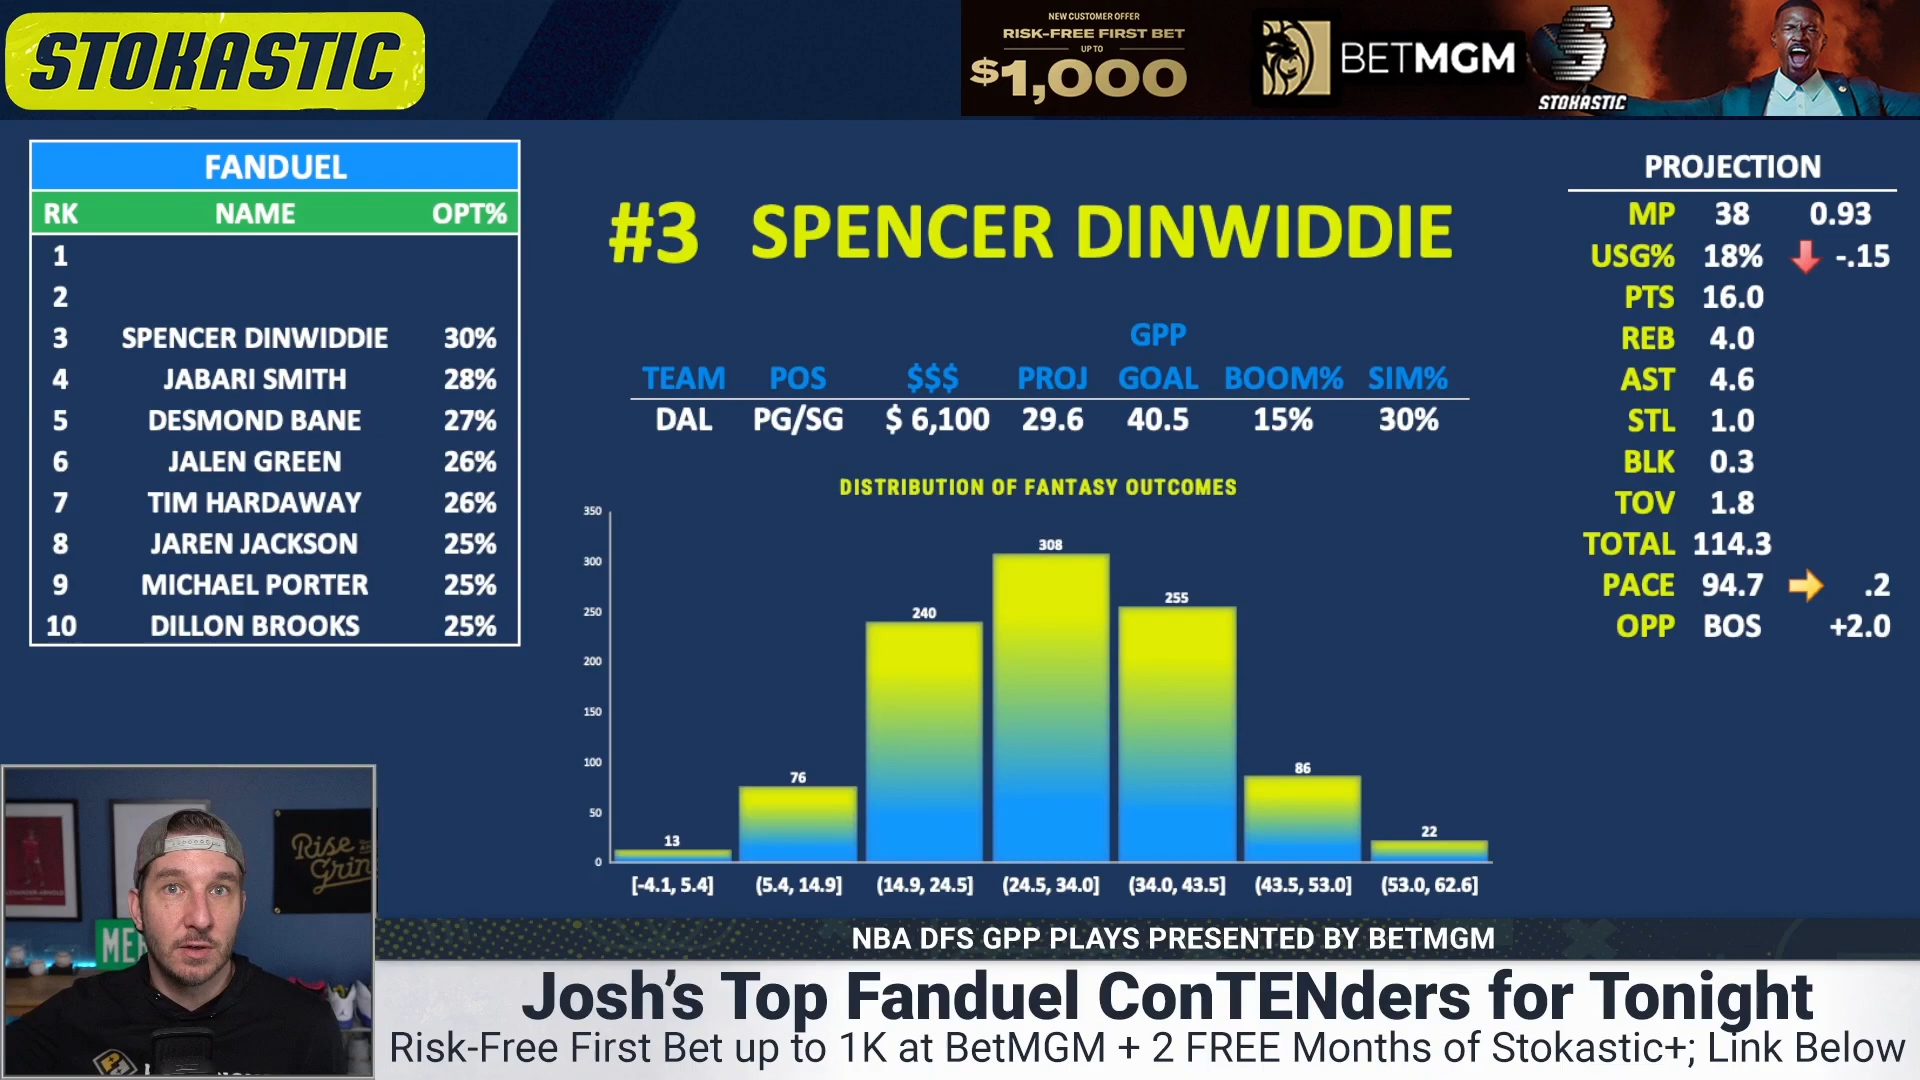 STOKASTIC
NEW CUSTOMER OFFER
RISK-FREE FIRST BET
UP TO
$1,000
BETMGM
STOKASTIC
FANDUEL
RK NAME OPT%
1
2
3 SPENCER DINWIDDIE 30%
4 JABARI SMITH 28%
5 DESMOND BANE 27%
6 JALEN GREEN 26%
7 TIM HARDAWAY 26%
8 JAREN JACKSON 25%
9 MICHAEL PORTER 25%
10 DILLON BROOKS 25%
#3 SPENCER DINWIDDIE
GPP
TEAM POS $$$ PROJ GOAL BOOM% SIM%
DAL PG/SG $ 6,100 29.6 40.5 15% 30%
DISTRIBUTION OF FANTASY OUTCOMES
350
300
250
200
150
100
50
0
13
76
240
308
255
86
22
[-4.1, 5.4] (5.4, 14.9] (14.9, 24.5] (24.5, 34.0] (34.0, 43.5] (43.5, 53.0] (53.0, 62.6]
PROJECTION
MP 38 0.93
USG% 18% -.15
PTS 16.0
REB 4.0
AST 4.6
STL 1.0
BLK 0.3
TOV 1.8
TOTAL 114.3
PACE 94.7 .2
OPP BOS +2.0
Rise
Grin
ME
NBA DFS GPP PLAYS PRESENTED BY BETMGM
Josh's Top Fanduel ConTENders for Tonight
Risk-Free First Bet up to 1K at BetMGM + 2 FREE Months of Stokastic+; Link Below